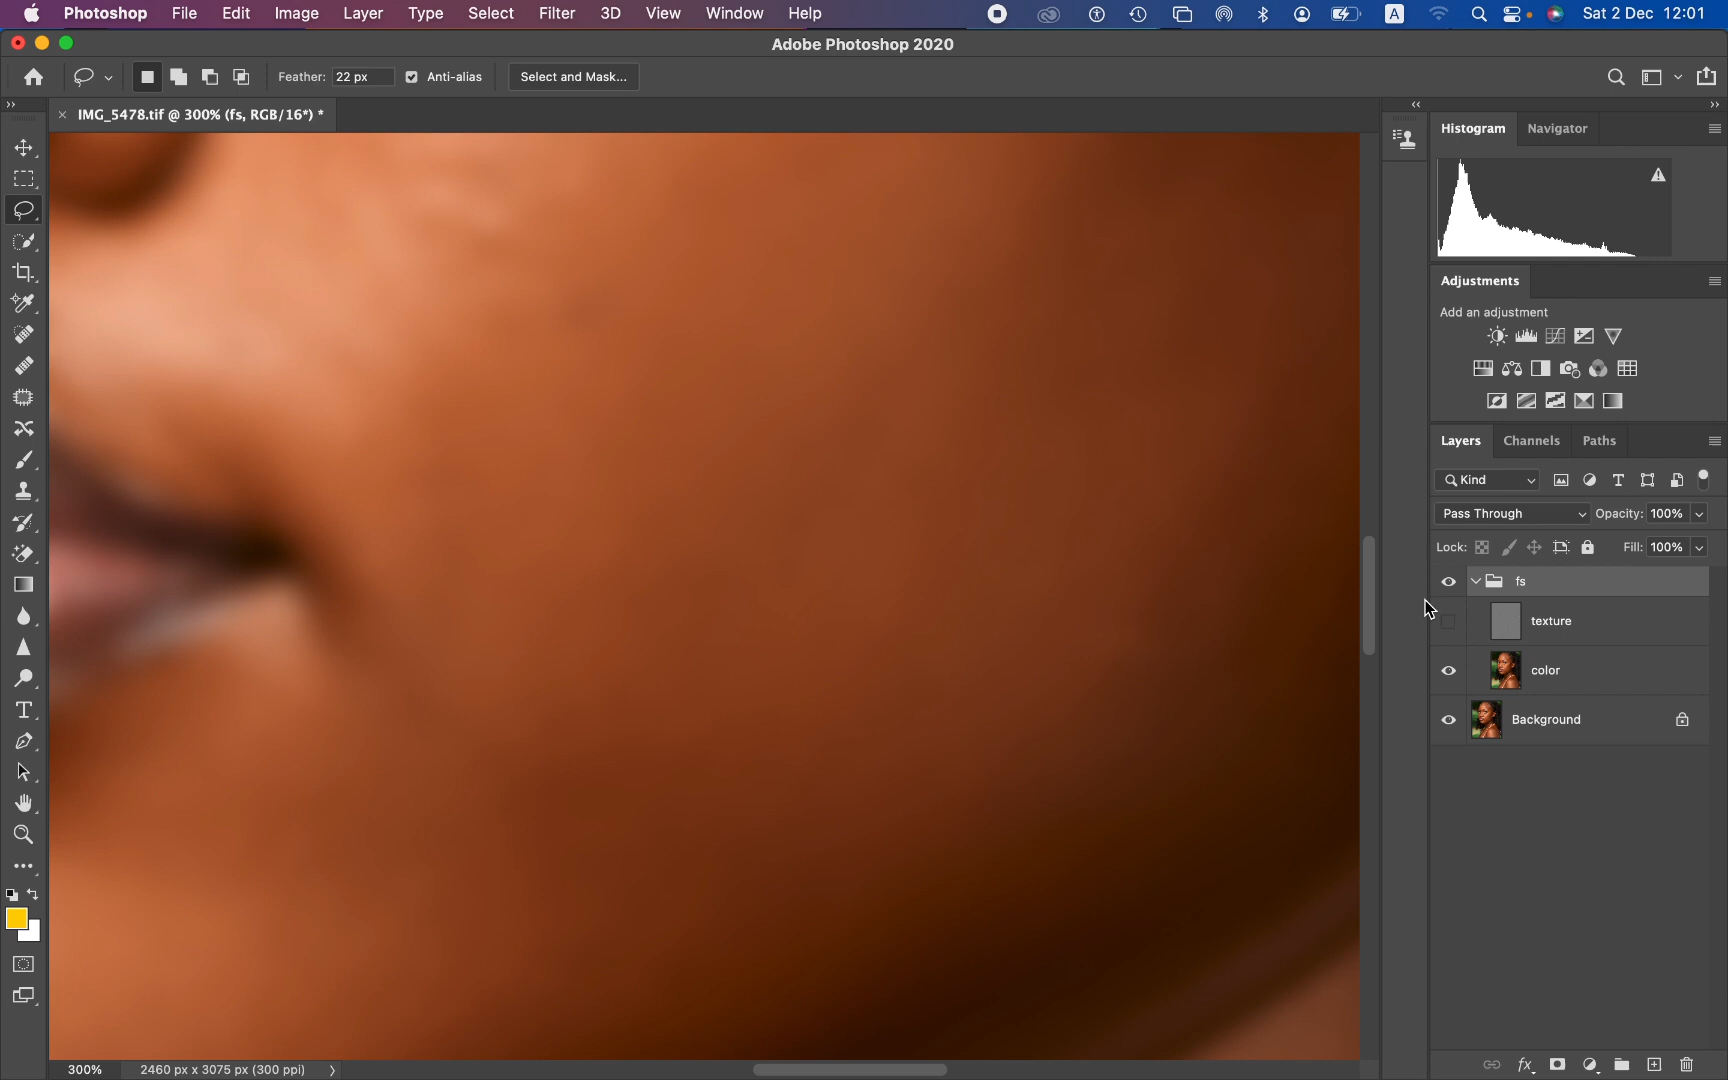 Photoshop File Edit Image Layer Type Select Filter 3D View Window Help A Sat 2 Dec 12:01
Adobe Photoshop 2020
Feather: 22 px Anti-alias Select and Mask...
× IMG_5478.tif @ 300% (fs, RGB/16*) *
Histogram Navigator
Adjustments
Add an adjustment
Layers Channels Paths
Kind
Pass Through Opacity: 100%
Lock: Fill: 100%
fs
texture
color
Background
300% 2460 px x 3075 px (300 ppi)